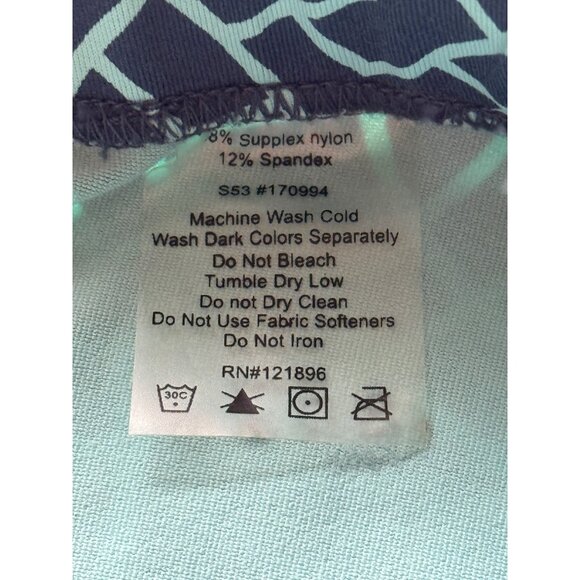 8% Supplex nylon
12% Spandex
S53 #170994
Machine Wash Cold
Wash Dark Colors Separately
Do Not Bleach
Tumble Dry Low
Do not Dry Clean
Do Not Use Fabric Softeners
Do Not Iron
RN#121896
30C